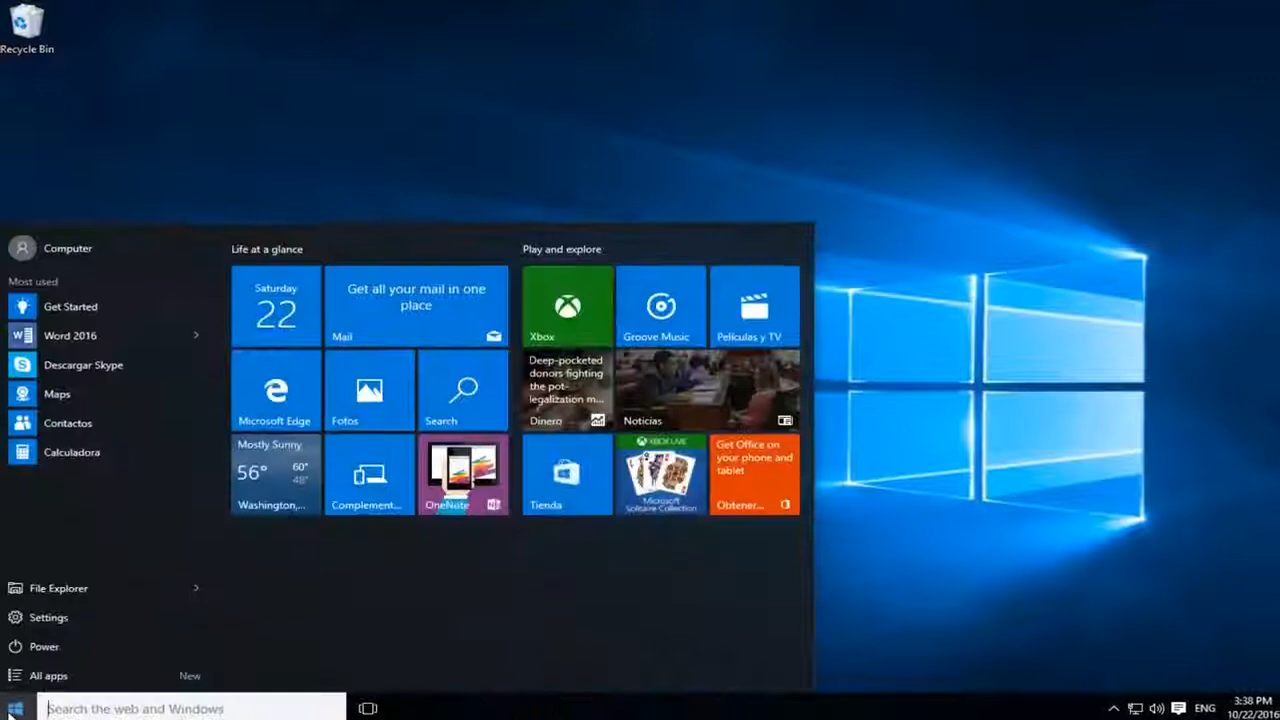 Recycle Bin
Computer
Most used
Get Started
Word 2016
Descargar Skype
Maps
Contactos
Calculadora
File Explorer
Settings
Power
All apps New
Life at a glance
Saturday
22
Get all your mail in one
place
Mail
Microsoft Edge
Fotos
Search
Mostly Sunny
56° 60°
48°
Washington,...
Complement...
OneNote
Play and explore
Xbox
Groove Music
Películas y TV
Deep-pocketed
donors fighting
the pot-
legalization m...
Dinero
Noticias
Tienda
XBOX LIVE
Microsoft
Solitaire Collection
Get Office on
your phone and
tablet
Obtener...
Search the web and Windows
ENG
3:38 PM
10/22/2016